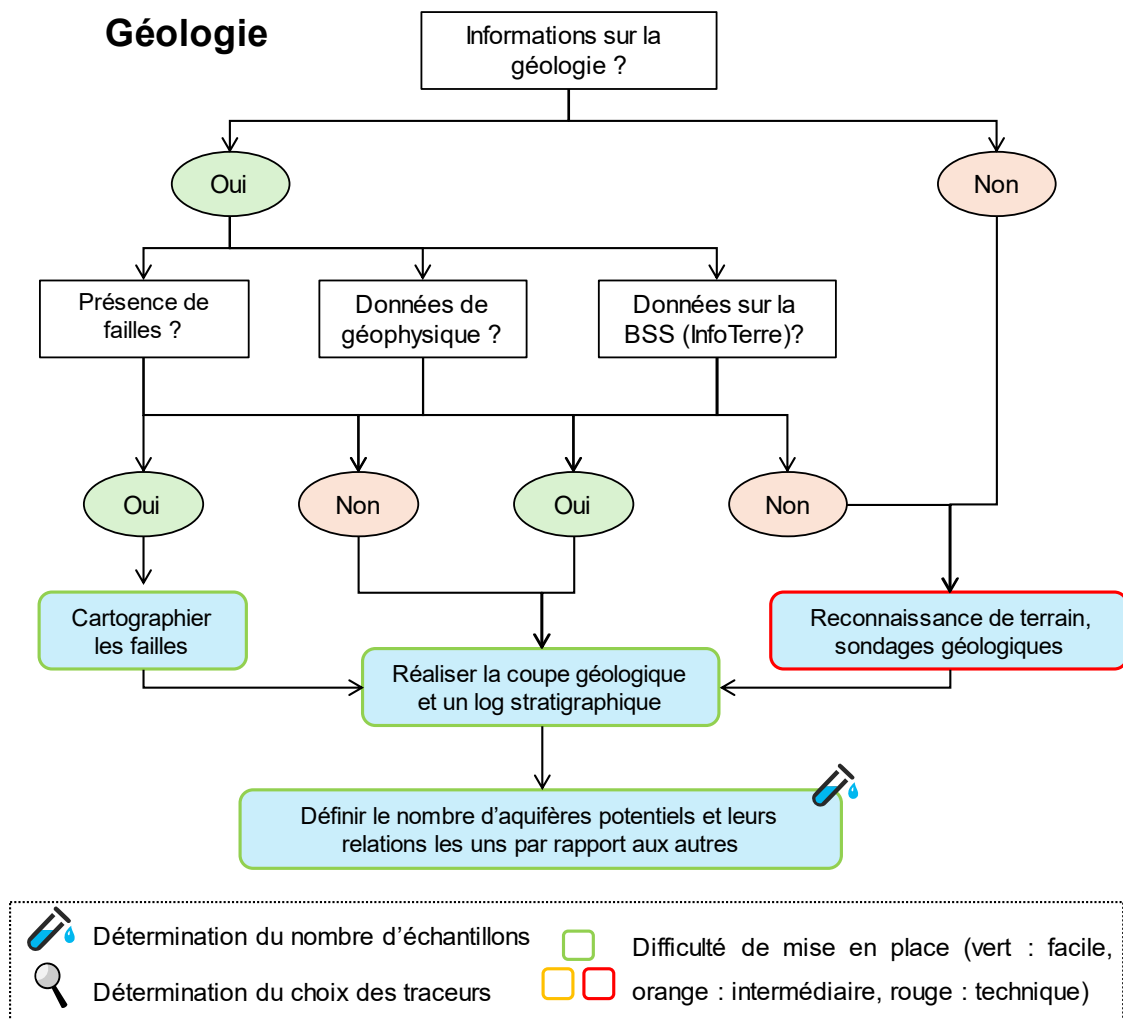 Géologie
Informations sur la
géologie ?
Oui
Non
Présence de
failles ?
Données de
géophysique ?
Données sur la
BSS (InfoTerre)?
Oui
Non
Oui
Non
Cartographier
les failles
Reconnaissance de terrain,
sondages géologiques
Réaliser la coupe géologique
et un log stratigraphique
Définir le nombre d’aquifères potentiels et leurs
relations les uns par rapport aux autres
Détermination du nombre d’échantillons
Détermination du choix des traceurs
Difficulté de mise en place (vert : facile,
orange : intermédiaire, rouge : technique)